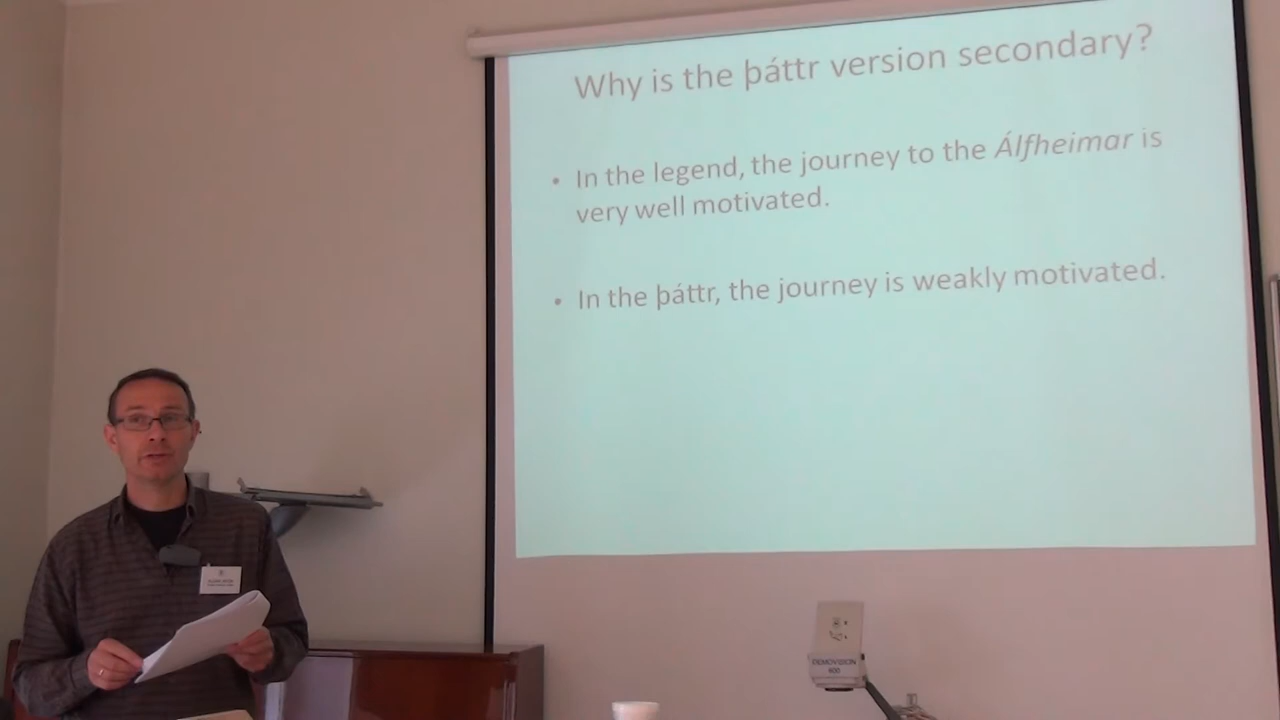 Why is the þáttr version secondary?
• In the legend, the journey to the Álfheimar is
very well motivated.
• In the þáttr, the journey is weakly motivated.
DEMOVISION
600